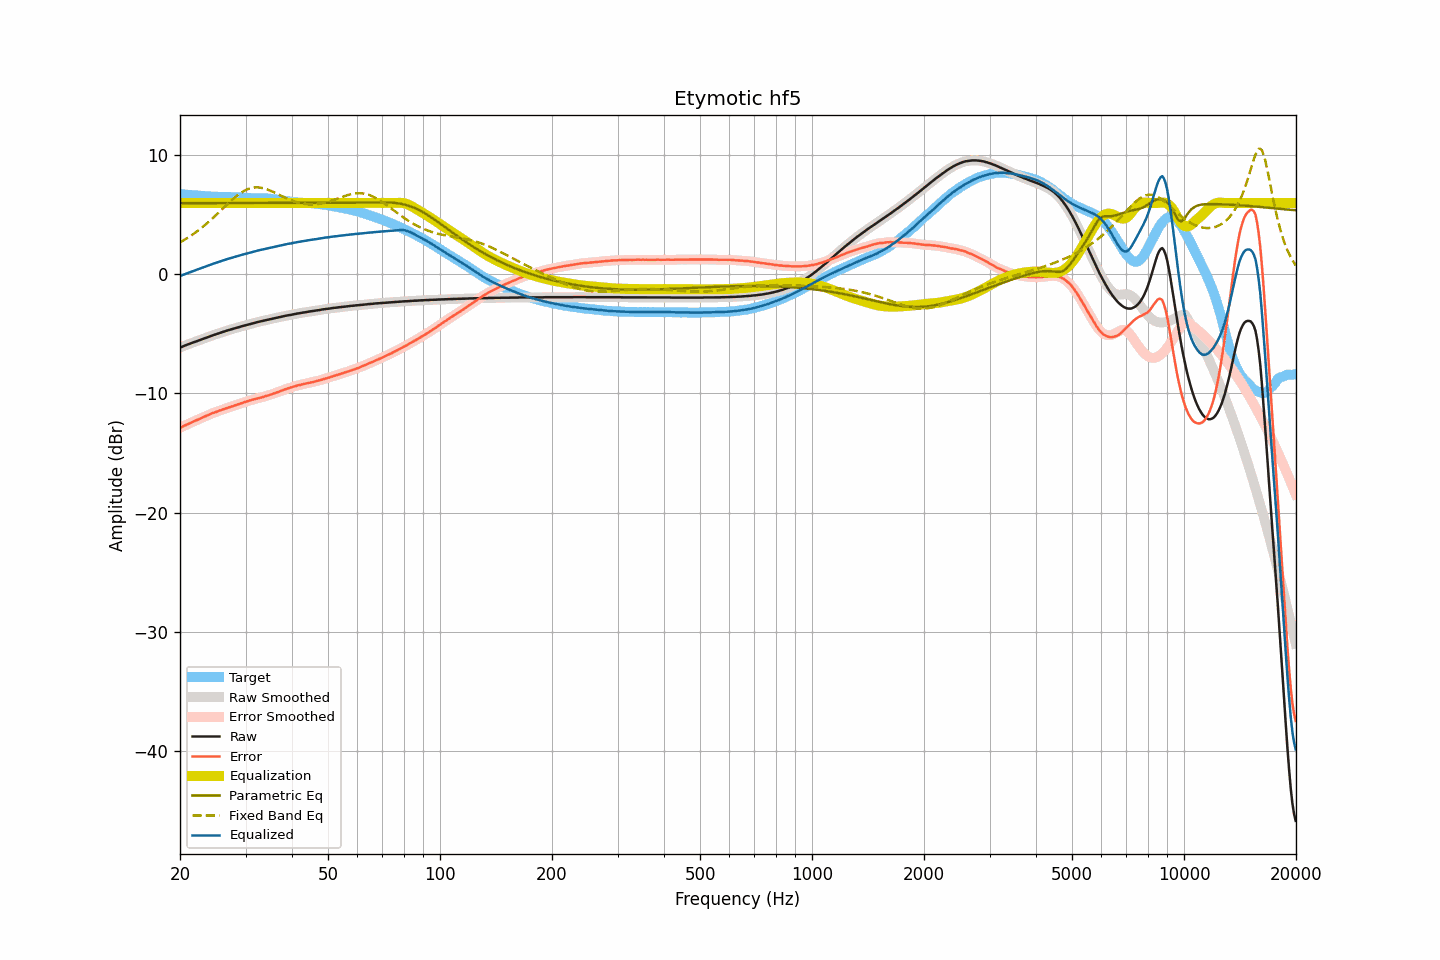 Etymotic hf5
10
0
−10
−20
−30
−40
Amplitude (dBr)
Target
Raw Smoothed
Error Smoothed
Raw
Error
Equalization
Parametric Eq
Fixed Band Eq
Equalized
20 50 100 200 500 1000 2000 5000 10000 20000
Frequency (Hz)